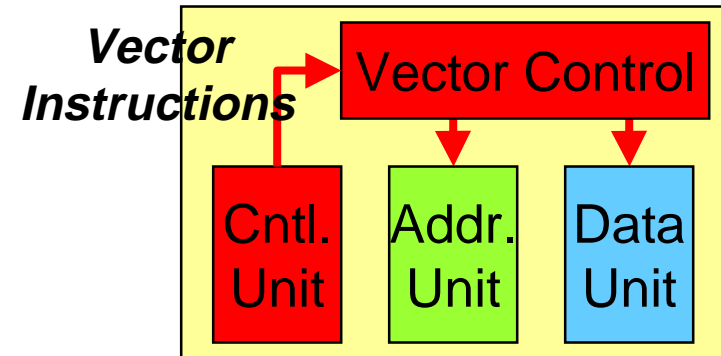 Vector
Instructions
Vector Control
Cntl.
Unit
Addr.
Unit
Data
Unit